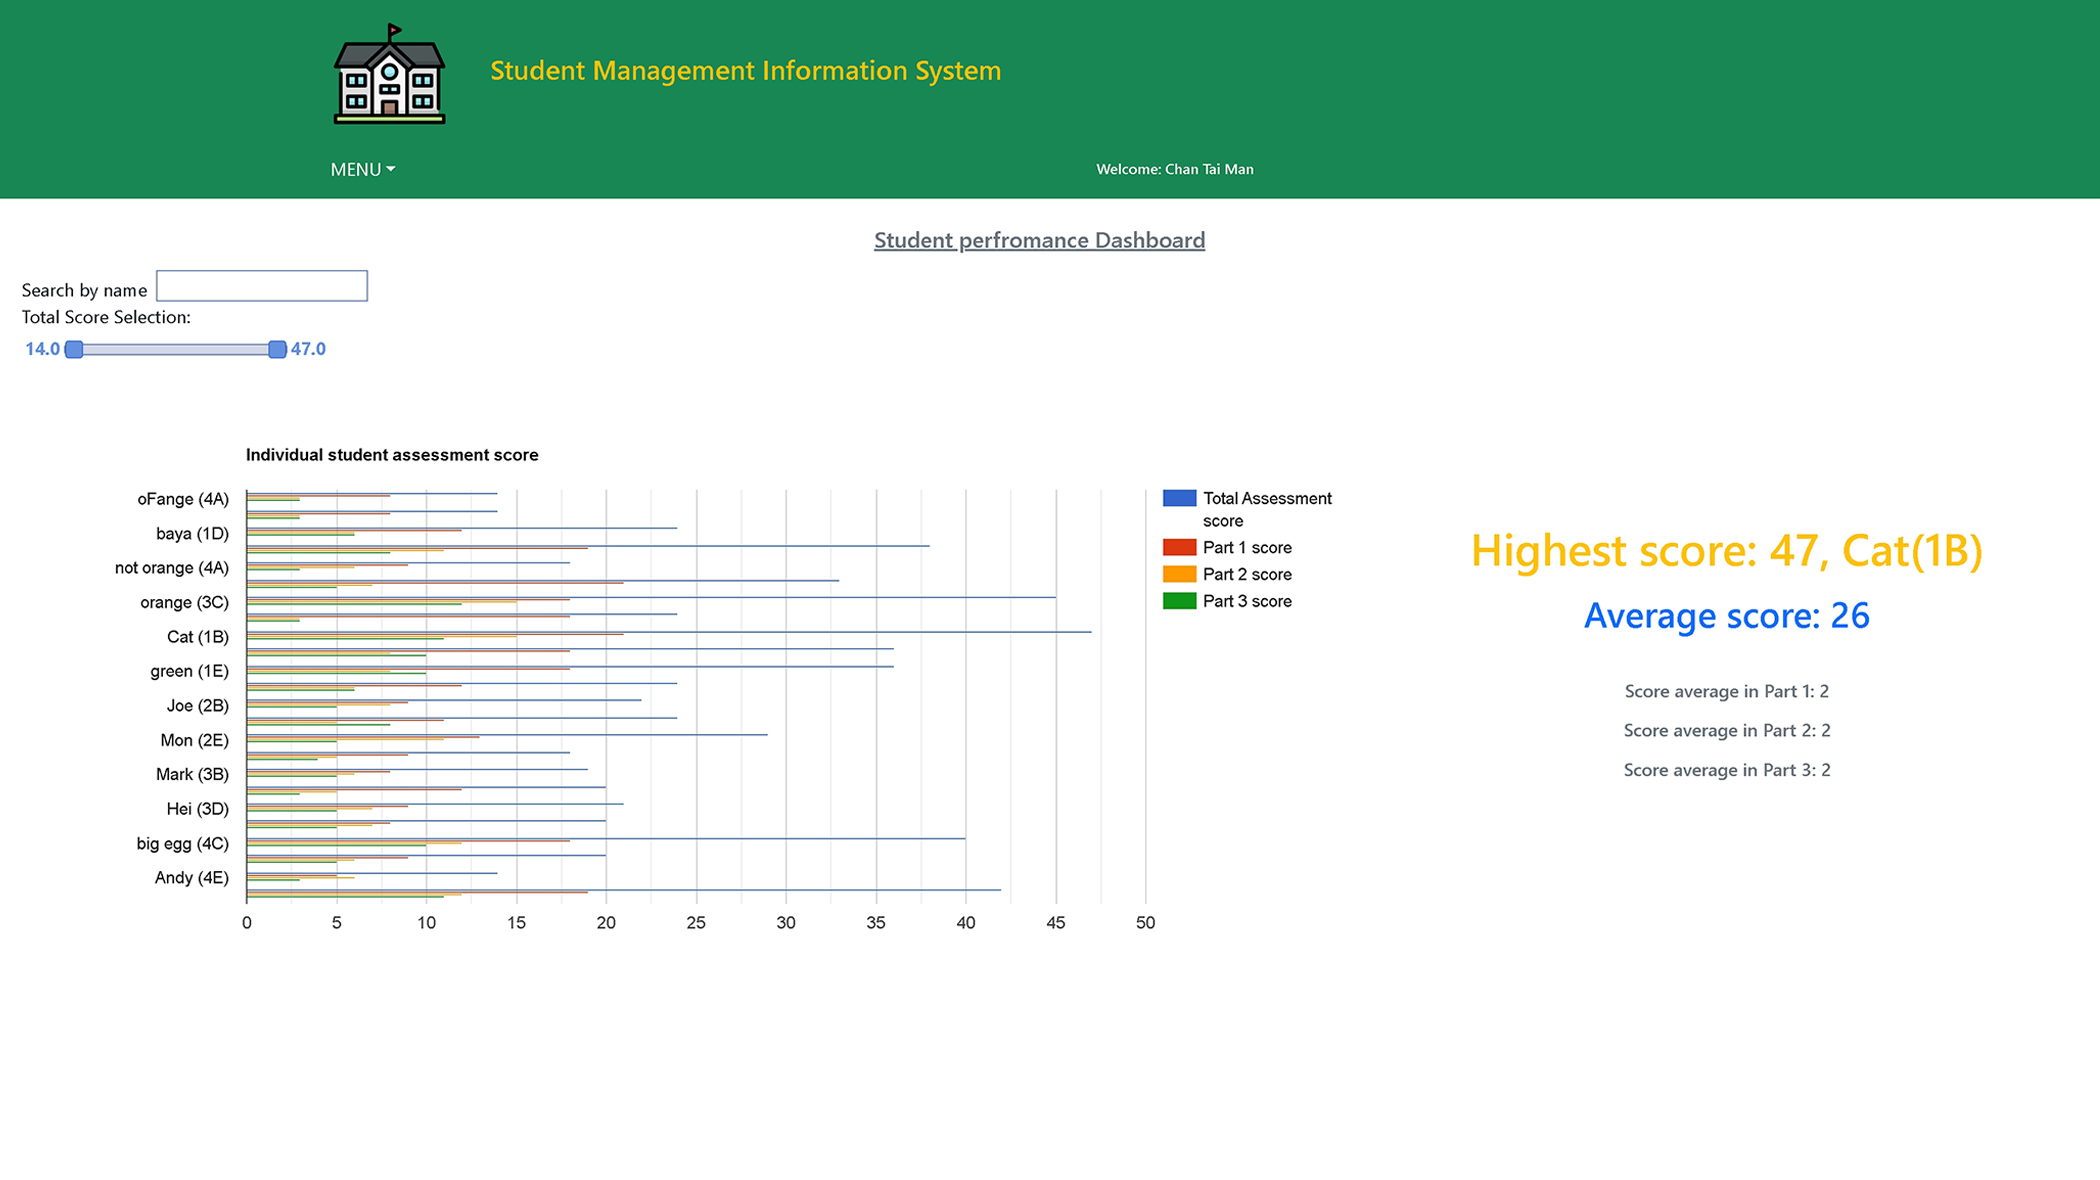 Student Management Information System
MENU
Welcome: Chan Tai Man
Student perfromance Dashboard
Search by name
Total Score Selection:
14.0 47.0
Individual student assessment score
oFange (4A)
baya (1D)
not orange (4A)
orange (3C)
Cat (1B)
green (1E)
Joe (2B)
Mon (2E)
Mark (3B)
Hei (3D)
big egg (4C)
Andy (4E)
0 5 10 15 20 25 30 35 40 45 50
Total Assessment
score
Part 1 score
Part 2 score
Part 3 score
Highest score: 47, Cat(1B)
Average score: 26
Score average in Part 1: 2
Score average in Part 2: 2
Score average in Part 3: 2